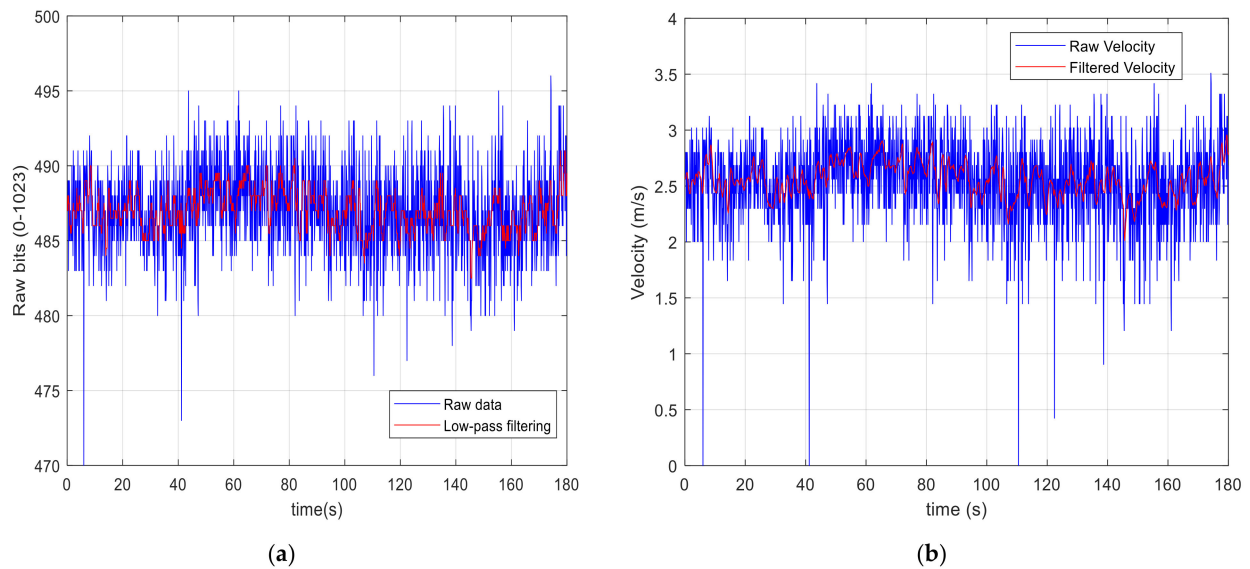 500
495
490
485
480
475
470
Raw bits (0-1023)
0 20 40 60 80 100 120 140 160 180
time(s)
Raw data
Low-pass filtering
(a)
4
3.5
3
2.5
2
1.5
1
0.5
0
Velocity (m/s)
0 20 40 60 80 100 120 140 160 180
time (s)
Raw Velocity
Filtered Velocity
(b)